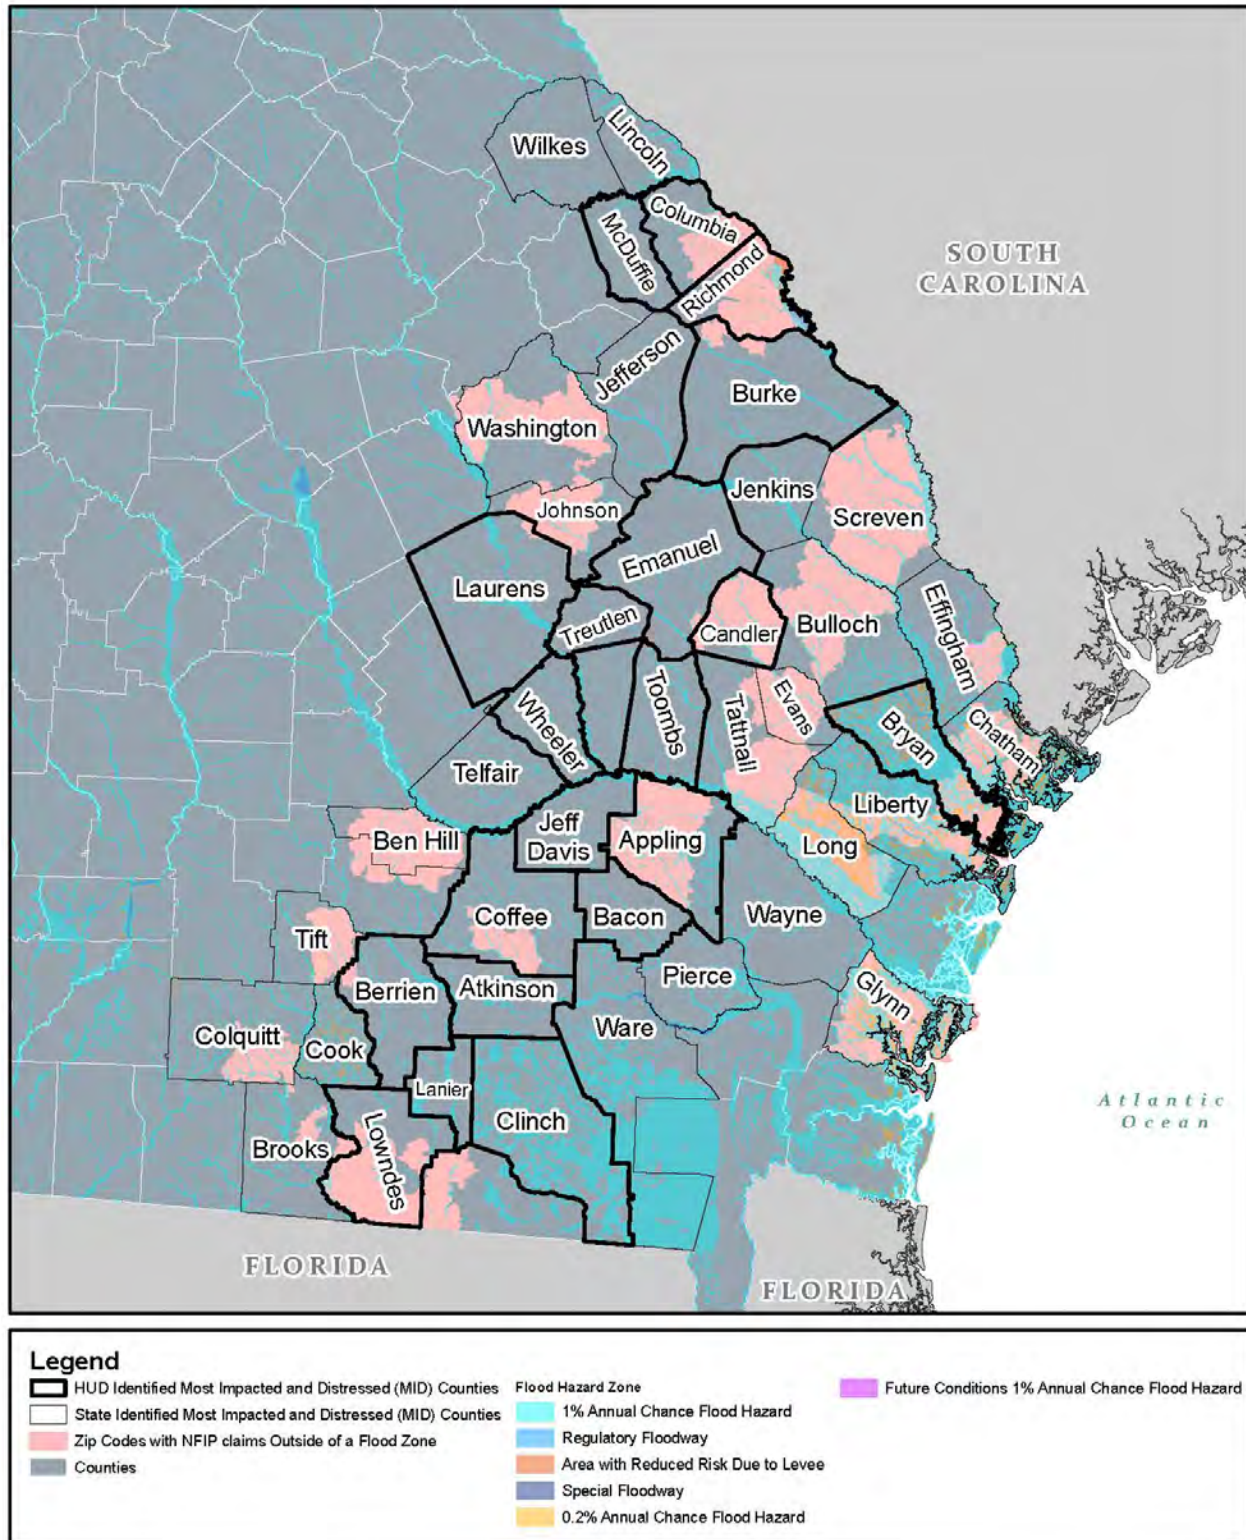 Wilkes
Lincoln
Columbia
McDuffie
Richmond
SOUTH
CAROLINA
Jefferson
Burke
Washington
Jenkins
Johnson
Screven
Emanuel
Laurens
Effingham
Treutlen
Candler
Bulloch
Evans
Toombs
Tattnall
Wheeler
Bryan
Chatham
Telfair
Liberty
Jeff
Davis
Ben Hill
Appling
Long
Coffee
Bacon
Wayne
Tift
Pierce
Berrien
Atkinson
Glynn
Ware
Colquitt
Cook
Lanier
Clinch
Atlantic
Ocean
Brooks
Lowndes
FLORIDA
FLORIDA
Legend
HUD Identified Most Impacted and Distressed (MID) Counties
State Identified Most Impacted and Distressed (MID) Counties
Zip Codes with NFIP claims Outside of a Flood Zone
Counties
Flood Hazard Zone
1% Annual Chance Flood Hazard
Regulatory Floodway
Area with Reduced Risk Due to Levee
Special Floodway
0.2% Annual Chance Flood Hazard
Future Conditions 1% Annual Chance Flood Hazard